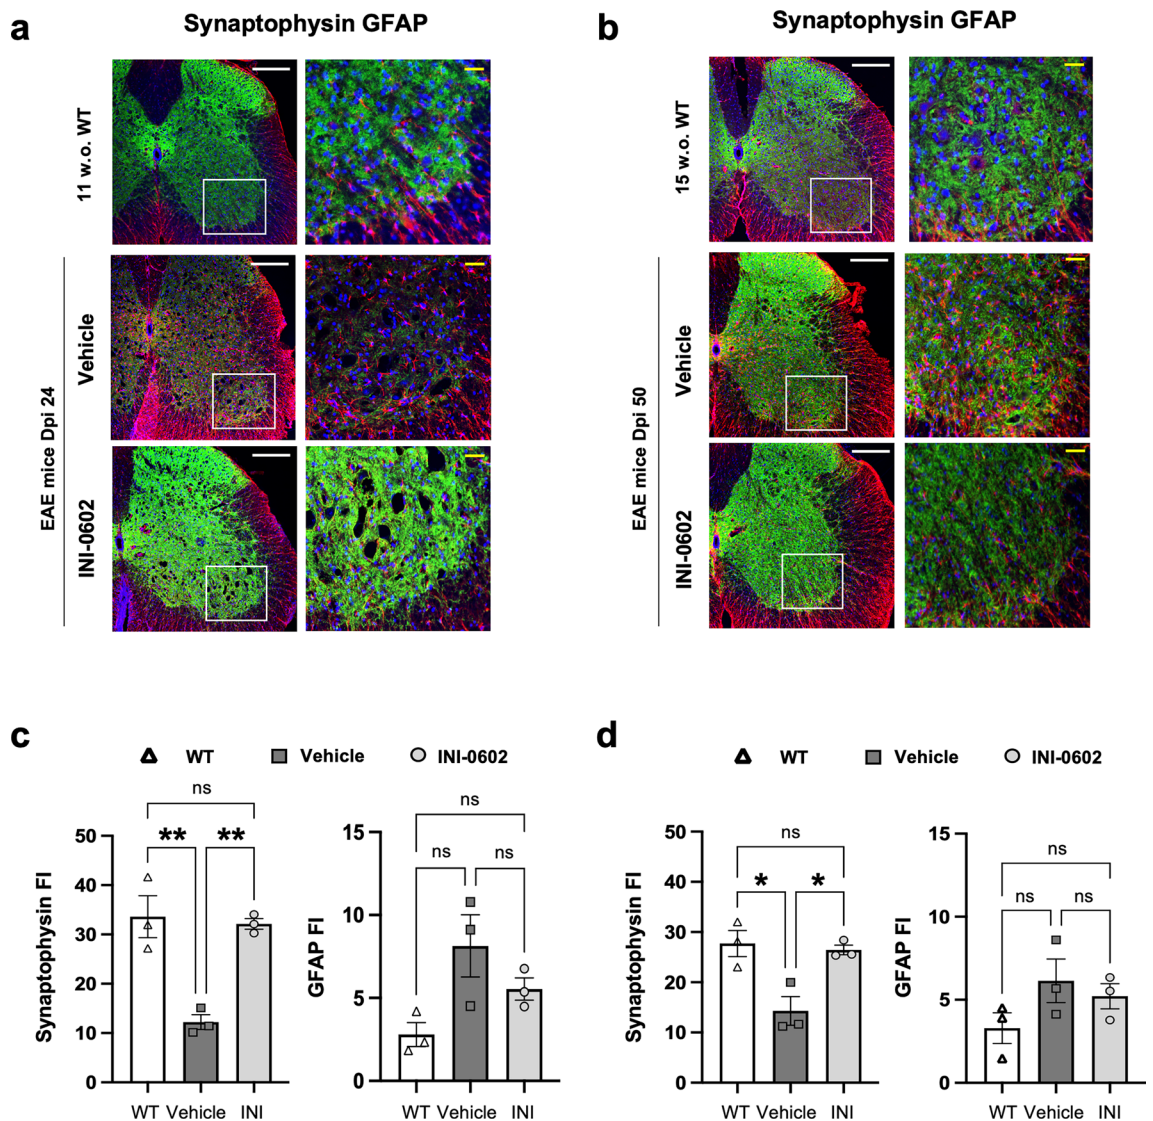 a
Synaptophysin GFAP
11 w.o. WT
EAE mice Dpi 24
Vehicle
INI-0602
b
Synaptophysin GFAP
15 w.o. WT
EAE mice Dpi 50
Vehicle
INI-0602
c
WT Vehicle INI-0602
ns
** **
Synaptophysin FI
50
40
30
20
10
0
WT Vehicle INI
ns
ns ns
GFAP FI
15
10
5
0
WT Vehicle INI
d
WT Vehicle INI-0602
ns
* *
Synaptophysin FI
50
40
30
20
10
0
WT Vehicle INI
ns
ns ns
GFAP FI
15
10
5
0
WT Vehicle INI